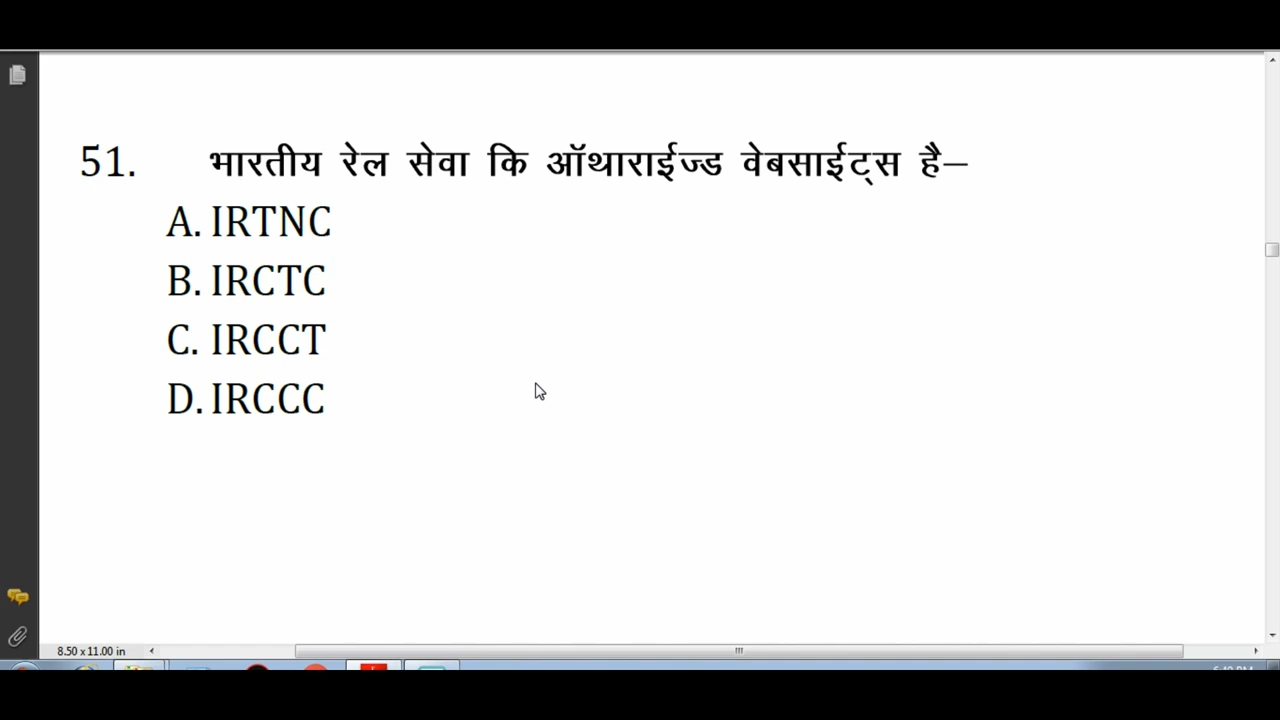 51. भारतीय रेल सेवा कि ऑथाराईज्ड वेबसाईट्स है–
A. IRTNC
B. IRCTC
C. IRCCT
D. IRCCC
8.50 x 11.00 in